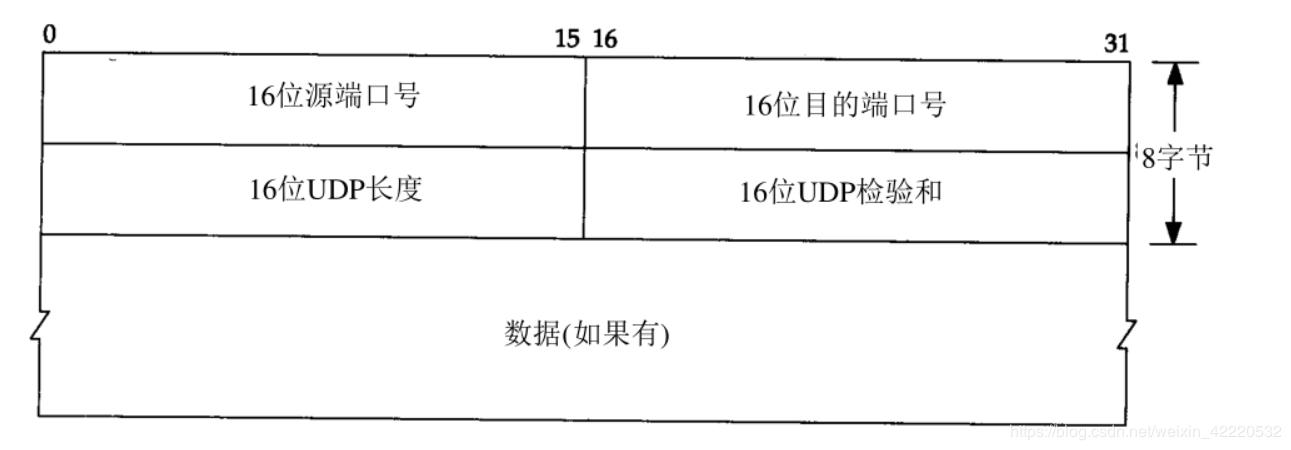 0 15 16 31
16位源端口号 16位目的端口号
8字节
16位UDP长度 16位UDP检验和
数据(如果有)
https://blog.csdn.net/weixin_42220532